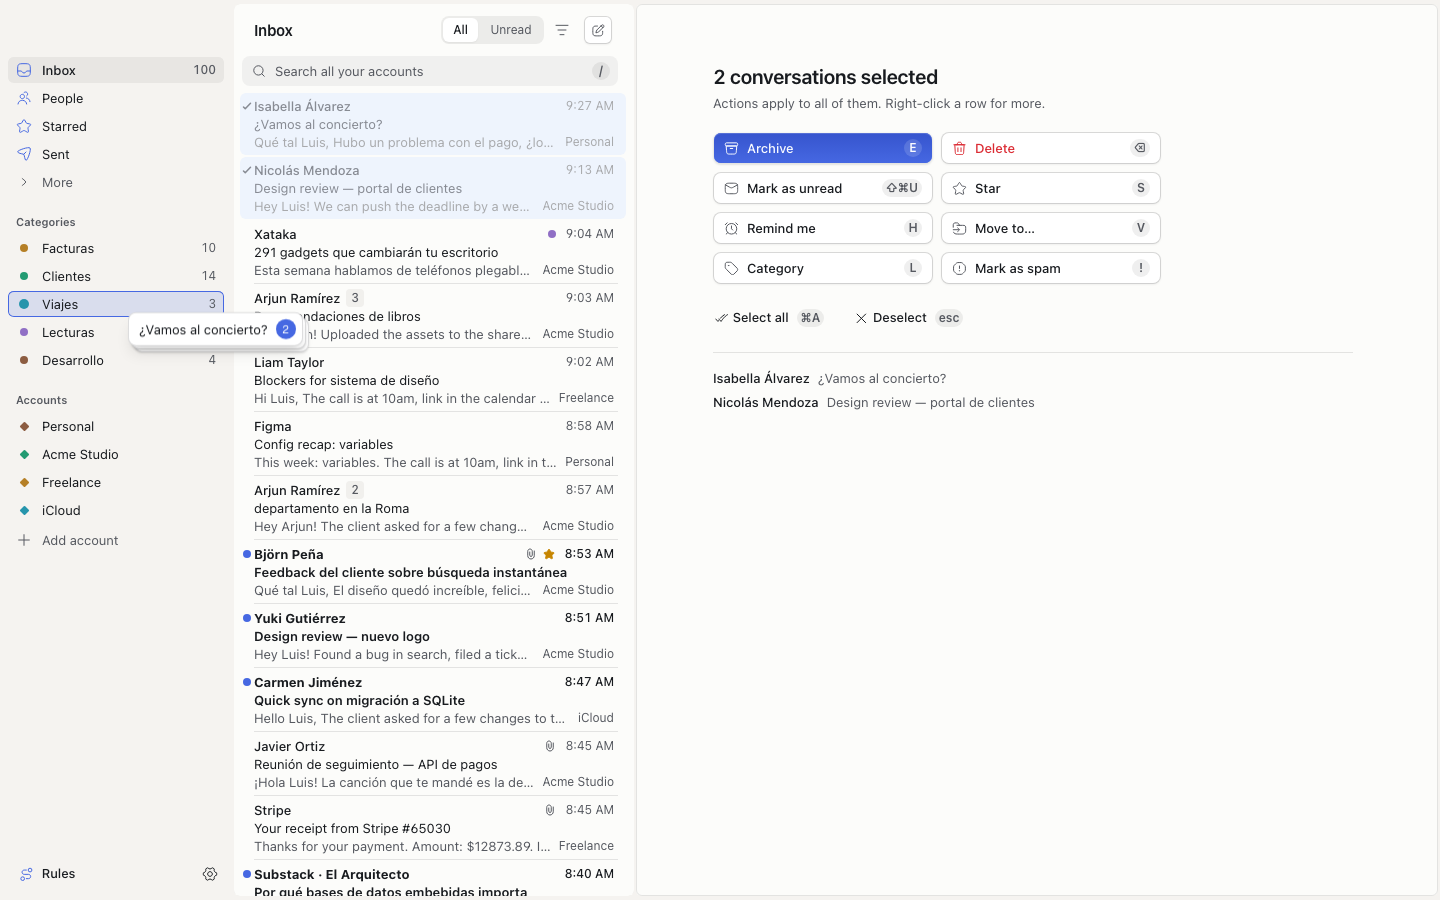 Inbox 100
People
Starred
Sent
More
Categories
Facturas 10
Clientes 14
Viajes 3
Lecturas
Desarrollo 4
Accounts
Personal
Acme Studio
Freelance
iCloud
Add account
Rules
¿Vamos al concierto? 2
Inbox
All Unread
Search all your accounts /
Isabella Álvarez 9:27 AM
¿Vamos al concierto?
Qué tal Luis, Hubo un problema con el pago, ¿lo… Personal
Nicolás Mendoza 9:13 AM
Design review — portal de clientes
Hey Luis! We can push the deadline by a we… Acme Studio
Xataka 9:04 AM
291 gadgets que cambiarán tu escritorio
Esta semana hablamos de teléfonos plegabl… Acme Studio
Arjun Ramírez 3 9:03 AM
ndaciones de libros
! Uploaded the assets to the share… Acme Studio
Liam Taylor 9:02 AM
Blockers for sistema de diseño
Hi Luis, The call is at 10am, link in the calendar … Freelance
Figma 8:58 AM
Config recap: variables
This week: variables. The call is at 10am, link in t… Personal
Arjun Ramírez 2 8:57 AM
departamento en la Roma
Hey Arjun! The client asked for a few chang… Acme Studio
Björn Peña 8:53 AM
Feedback del cliente sobre búsqueda instantánea
Qué tal Luis, El diseño quedó increíble, felici… Acme Studio
Yuki Gutiérrez 8:51 AM
Design review — nuevo logo
Hey Luis! Found a bug in search, filed a tick… Acme Studio
Carmen Jiménez 8:47 AM
Quick sync on migración a SQLite
Hello Luis, The client asked for a few changes to t… iCloud
Javier Ortiz 8:45 AM
Reunión de seguimiento — API de pagos
¡Hola Luis! La canción que te mandé es la de… Acme Studio
Stripe 8:45 AM
Your receipt from Stripe #65030
Thanks for your payment. Amount: $12873.89. I… Freelance
Substack · El Arquitecto 8:40 AM
Por qué bases de datos embebidas importa
2 conversations selected
Actions apply to all of them. Right-click a row for more.
Archive E
Delete ⌫
Mark as unread ⇧⌘U
Star S
Remind me H
Move to… V
Category L
Mark as spam !
Select all ⌘A
Deselect esc
Isabella Álvarez ¿Vamos al concierto?
Nicolás Mendoza Design review — portal de clientes